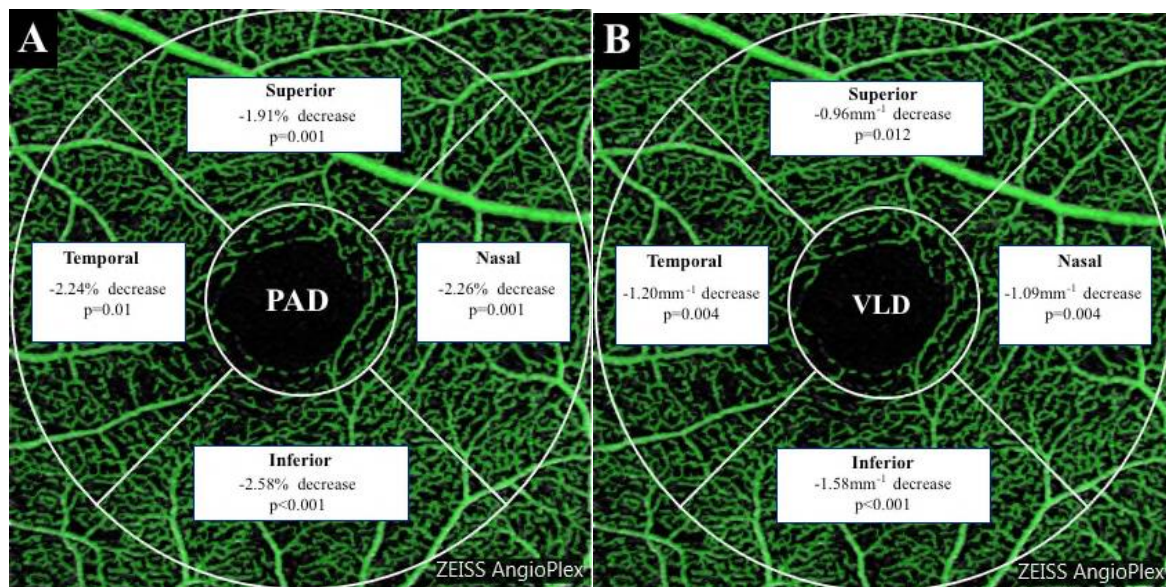 A
Superior
-1.91% decrease
p=0.001
Temporal
-2.24% decrease
p=0.01
PAD
Nasal
-2.26% decrease
p=0.001
Inferior
-2.58% decrease
p<0.001
ZEISS AngioPlex
B
Superior
-0.96mm⁻¹ decrease
p=0.012
Temporal
-1.20mm⁻¹ decrease
p=0.004
VLD
Nasal
-1.09mm⁻¹ decrease
p=0.004
Inferior
-1.58mm⁻¹ decrease
p<0.001
ZEISS AngioPlex